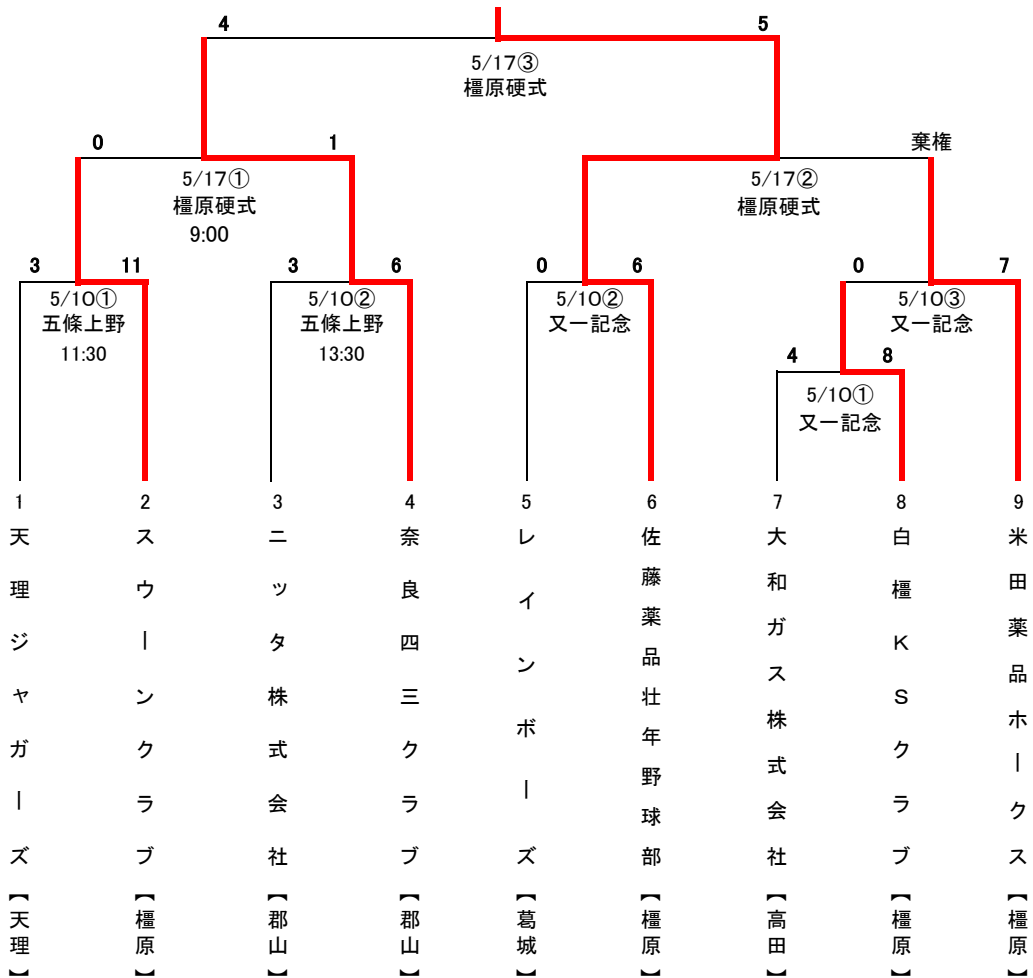 4 5
5/17③
橿原硬式
0 1 棄権
5/17① 5/17②
橿原硬式 橿原硬式
9:00
3 11 3 6 0 6 0 7
5/10① 5/10② 5/10② 5/10③
五條上野 五條上野 又一記念 又一記念
11:30 13:30
4 8
5/10①
又一記念
1 2 3 4 5 6 7 8 9
天理ジャガーズ【天理】
スウーンクラブ【橿原】
ニッタ株式会社【郡山】
奈良四三クラブ【郡山】
レインボーズ【葛城】
佐藤薬品壮年野球部【橿原】
大和ガス株式会社【高田】
白橿KSクラブ【橿原】
米田薬品ホークス【橿原】